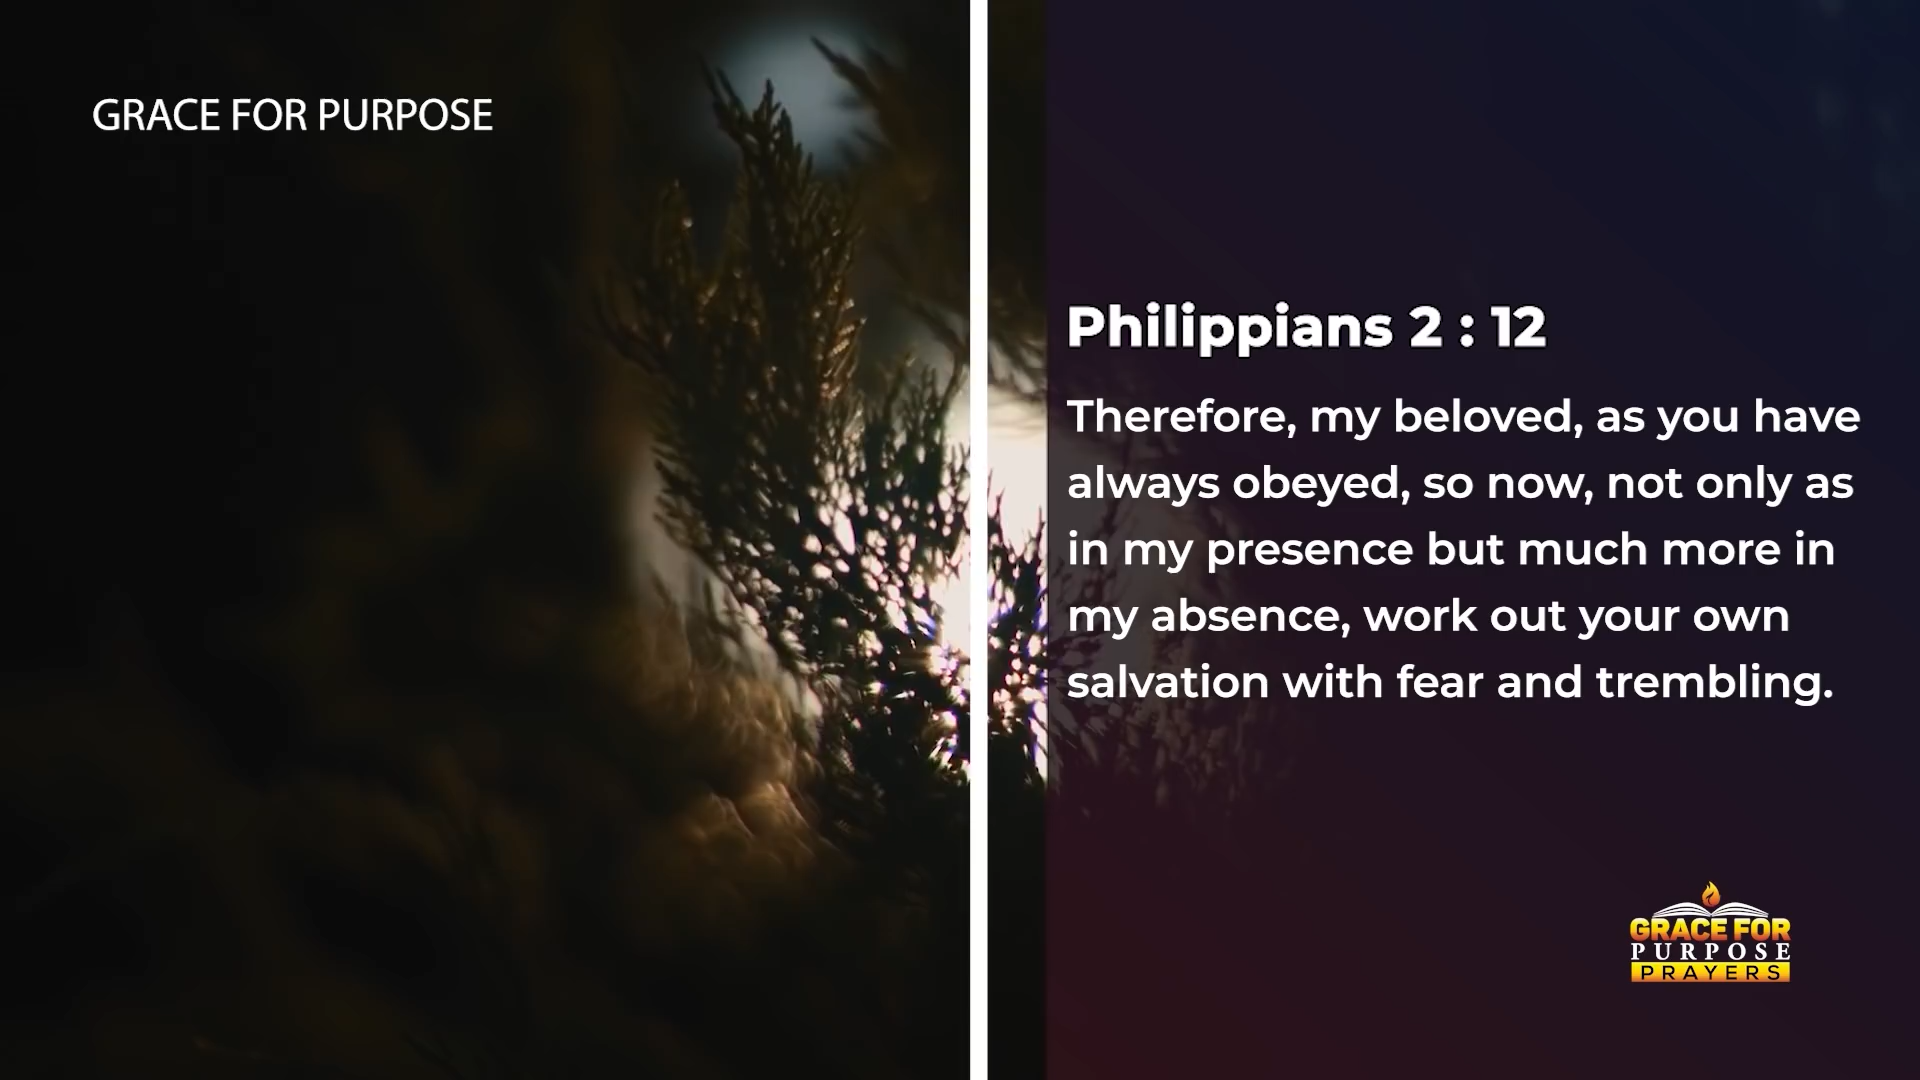 GRACE FOR PURPOSE
Philippians 2 : 12
Therefore, my beloved, as you have
always obeyed, so now, not only as
in my presence but much more in
my absence, work out your own
salvation with fear and trembling.
GRACE FOR
PURPOSE
PRAYERS